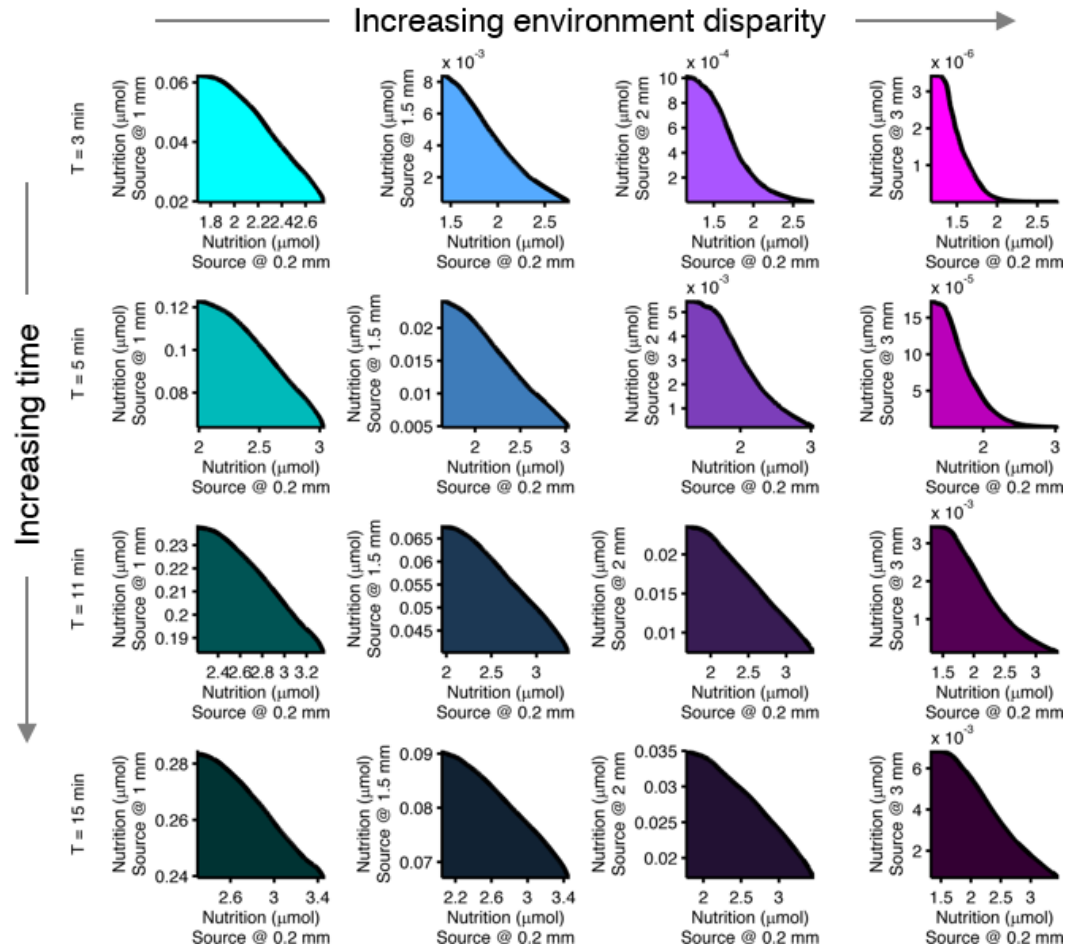 Increasing environment disparity
Increasing time
T = 3 min
Nutrition (μmol)
Source @ 1 mm
0.06
0.04
0.02
1.8 2 2.2 2.4 2.6
Nutrition (μmol)
Source @ 0.2 mm
x 10-3
Nutrition (μmol)
Source @ 1.5 mm
8
6
4
2
1.5 2 2.5
Nutrition (μmol)
Source @ 0.2 mm
x 10-4
Nutrition (μmol)
Source @ 2 mm
10
8
6
4
2
1.5 2 2.5
Nutrition (μmol)
Source @ 0.2 mm
x 10-6
Nutrition (μmol)
Source @ 3 mm
3
2
1
1.5 2 2.5
Nutrition (μmol)
Source @ 0.2 mm
T = 5 min
Nutrition (μmol)
Source @ 1 mm
0.12
0.1
0.08
2 2.5 3
Nutrition (μmol)
Source @ 0.2 mm
Nutrition (μmol)
Source @ 1.5 mm
0.02
0.015
0.01
0.005
2 2.5 3
Nutrition (μmol)
Source @ 0.2 mm
x 10-3
Nutrition (μmol)
Source @ 2 mm
5
4
3
2
1
2 3
Nutrition (μmol)
Source @ 0.2 mm
x 10-5
Nutrition (μmol)
Source @ 3 mm
15
10
5
2 3
Nutrition (μmol)
Source @ 0.2 mm
T = 11 min
Nutrition (μmol)
Source @ 1 mm
0.23
0.22
0.21
0.2
0.19
2.4 2.6 2.8 3 3.2
Nutrition (μmol)
Source @ 0.2 mm
Nutrition (μmol)
Source @ 1.5 mm
0.065
0.06
0.055
0.05
0.045
2 2.5 3
Nutrition (μmol)
Source @ 0.2 mm
Nutrition (μmol)
Source @ 2 mm
0.02
0.015
0.01
2 2.5 3
Nutrition (μmol)
Source @ 0.2 mm
x 10-3
Nutrition (μmol)
Source @ 3 mm
3
2
1
1.5 2 2.5 3
Nutrition (μmol)
Source @ 0.2 mm
T = 15 min
Nutrition (μmol)
Source @ 1 mm
0.28
0.26
0.24
2.6 3 3.4
Nutrition (μmol)
Source @ 0.2 mm
Nutrition (μmol)
Source @ 1.5 mm
0.09
0.08
0.07
2.2 2.6 3 3.4
Nutrition (μmol)
Source @ 0.2 mm
Nutrition (μmol)
Source @ 2 mm
0.035
0.03
0.025
0.02
2 2.5 3
Nutrition (μmol)
Source @ 0.2 mm
x 10-3
Nutrition (μmol)
Source @ 3 mm
6
4
2
1.5 2 2.5 3
Nutrition (μmol)
Source @ 0.2 mm